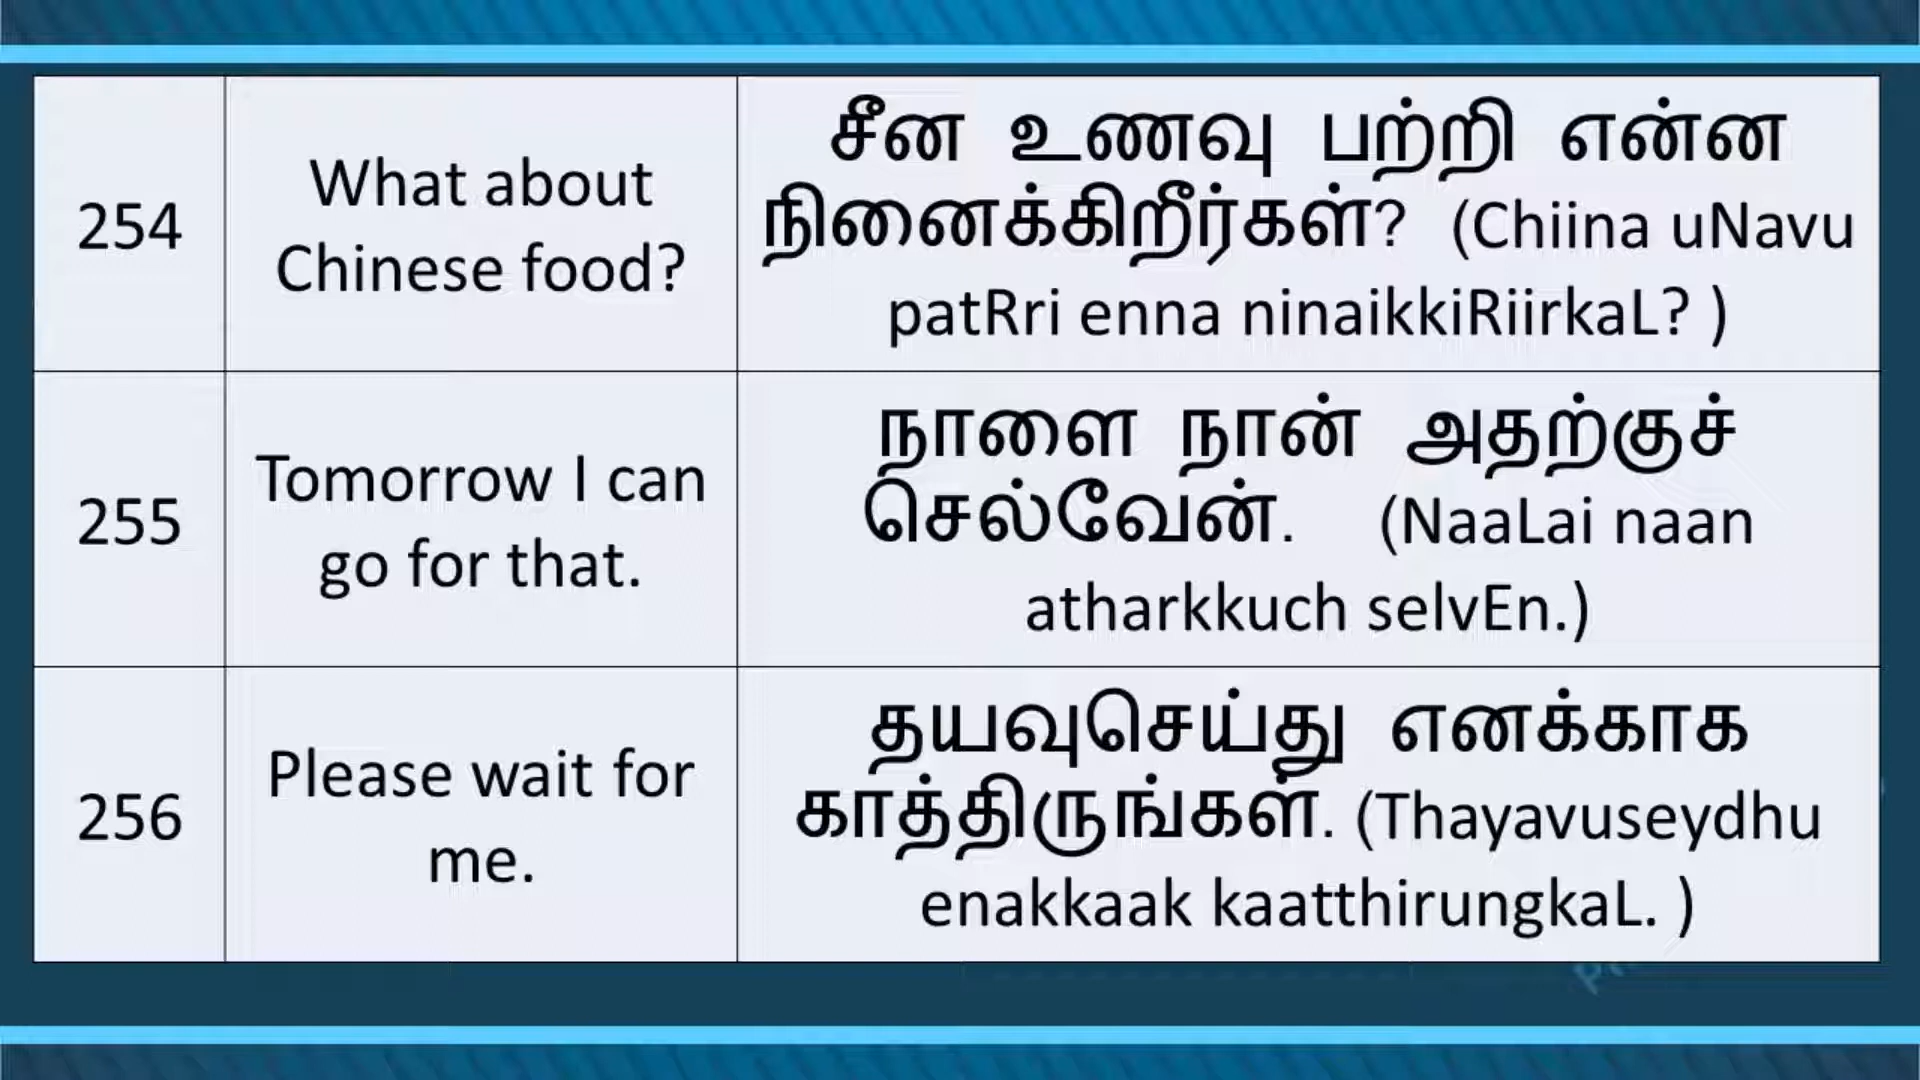 254
What about
Chinese food?
சீன உணவு பற்றி என்ன
நினைக்கிறீர்கள்? (Chiina uNavu
patRri enna ninaikkiRiirkaL? )
255
Tomorrow I can
go for that.
நாளை நான் அதற்குச்
செல்வேன். (NaaLai naan
atharkkuch selvEn.)
256
Please wait for
me.
தயவுசெய்து எனக்காக
காத்திருங்கள். (Thayavuseydhu
enakkaak kaatthirungkaL. )